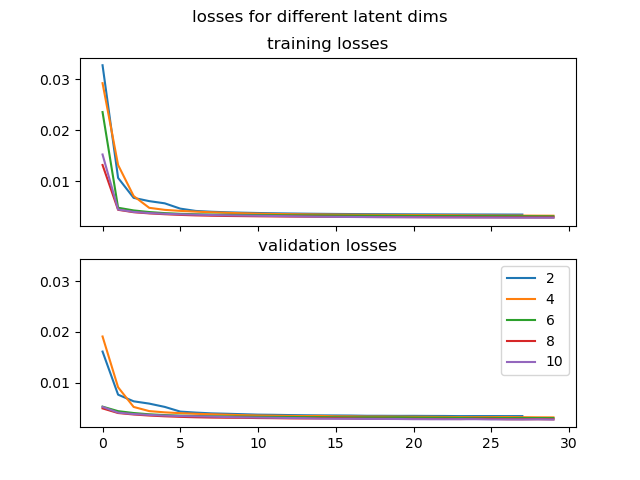 losses for different latent dims
training losses
0.03
0.02
0.01
validation losses
0.03
0.02
0.01
2
4
6
8
10
0 5 10 15 20 25 30